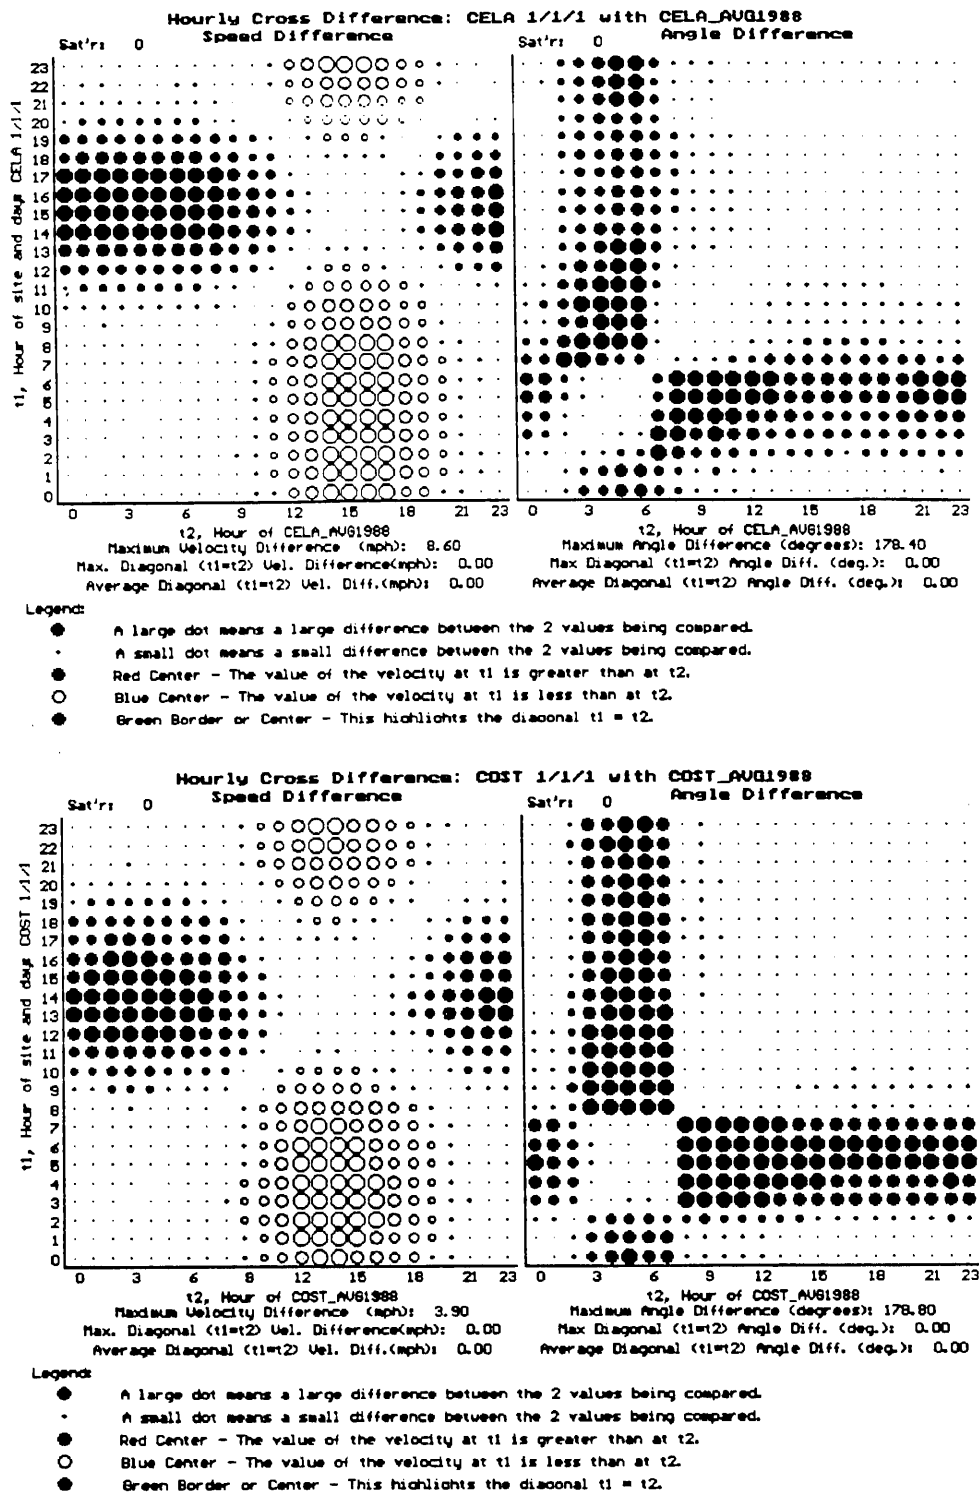 Hourly Cross Difference: CELA 1/1/1 with CELA_AVG1988
Sat'r: 0 Speed Difference
Sat'r: 0 Angle Difference
t1, Hour of site and days CELA 1/1/1
23
22
21
20
19
18
17
16
15
14
13
12
11
10
9
8
7
6
5
4
3
2
1
0
0 3 6 9 12 15 18 21 23
0 3 6 9 12 15 18 21 23
t2, Hour of CELA_AVG1988
Maximum Velocity Difference (mph): 8.60
Max. Diagonal (t1=t2) Vel. Difference(mph): 0.00
Average Diagonal (t1=t2) Vel. Diff.(mph): 0.00
t2, Hour of CELA_AVG1988
Maximum Angle Difference (degrees): 178.40
Max Diagonal (t1=t2) Angle Diff. (deg.): 0.00
Average Diagonal (t1=t2) Angle Diff. (deg.): 0.00
Legend:
A large dot means a large difference between the 2 values being compared.
A small dot means a small difference between the 2 values being compared.
Red Center - The value of the velocity at t1 is greater than at t2.
Blue Center - The value of the velocity at t1 is less than at t2.
Green Border or Center - This highlights the diagonal t1 = t2.
Hourly Cross Difference: COST 1/1/1 with COST_AVG1988
Sat'r: 0 Speed Difference
Sat'r: 0 Angle Difference
t1, Hour of site and days COST 1/1/1
23
22
21
20
19
18
17
16
15
14
13
12
11
10
9
8
7
6
5
4
3
2
1
0
0 3 6 9 12 15 18 21 23
0 3 6 9 12 15 18 21 23
t2, Hour of COST_AVG1988
Maximum Velocity Difference (mph): 3.90
Max. Diagonal (t1=t2) Vel. Difference(mph): 0.00
Average Diagonal (t1=t2) Vel. Diff.(mph): 0.00
t2, Hour of COST_AVG1988
Maximum Angle Difference (degrees): 178.80
Max Diagonal (t1=t2) Angle Diff. (deg.): 0.00
Average Diagonal (t1=t2) Angle Diff. (deg.): 0.00
Legend:
A large dot means a large difference between the 2 values being compared.
A small dot means a small difference between the 2 values being compared.
Red Center - The value of the velocity at t1 is greater than at t2.
Blue Center - The value of the velocity at t1 is less than at t2.
Green Border or Center - This highlights the diagonal t1 = t2.